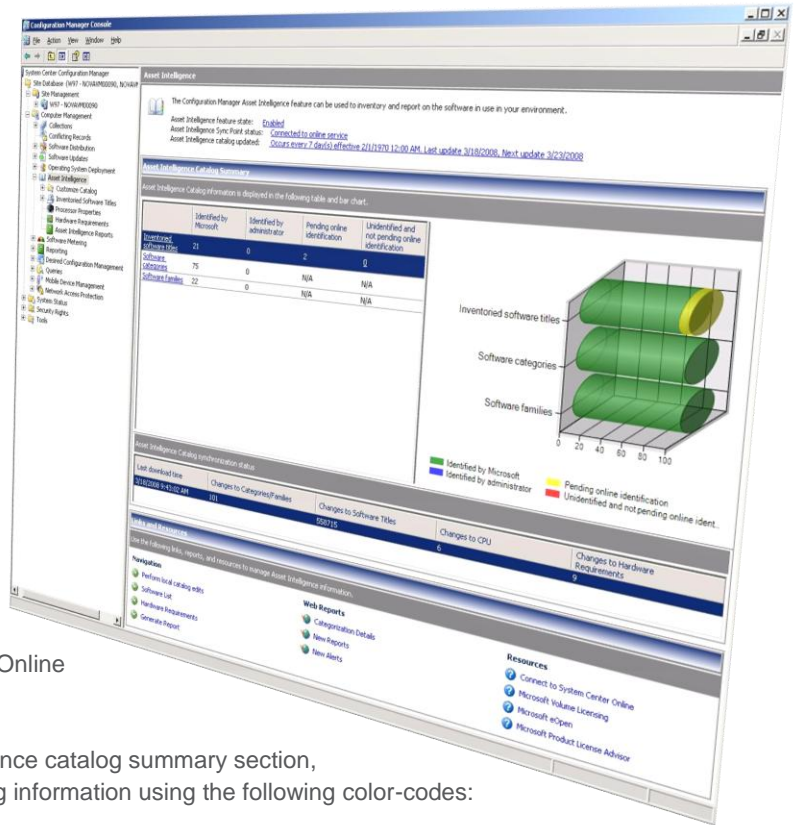 Configuration Manager Console
File Action View Window Help
System Center Configuration Manager
Site Database (W97 - NOVAVM00090, NOVAVM
Site Management
W97 - NOVAVM00090
Computer Management
Collections
Conflicting Records
Software Distribution
Software Updates
Operating System Deployment
Asset Intelligence
Customize Catalog
Inventoried Software Titles
Processor Properties
Hardware Requirements
Asset Intelligence Reports
Software Metering
Reporting
Desired Configuration Management
Queries
Mobile Device Management
Network Access Protection
System Status
Security Rights
Tools
Asset Intelligence
The Configuration Manager Asset Intelligence feature can be used to inventory and report on the software in use in your environment.
Asset Intelligence feature state: Enabled
Asset Intelligence Sync Point status: Connected to online service
Asset Intelligence catalog updated: Occurs every 7 day(s) effective 2/1/1970 12:00 AM. Last update 3/18/2008, Next update 3/23/2008
Asset Intelligence Catalog Summary
Asset Intelligence Catalog information is displayed in the following table and bar chart.
Identified by Microsoft
Identified by administrator
Pending online identification
Unidentified and not pending online identification
Inventoried software titles 21 0 2 0
Software categories 75 0 N/A N/A
Software families 22 0 N/A N/A
Inventoried software titles
Software categories
Software families
0 20 40 60 80 100
Identified by Microsoft
Identified by administrator
Pending online identification
Unidentified and not pending online ident..
Asset Intelligence Catalog synchronization status
Last download time Changes to Categories/Families Changes to Software Titles Changes to CPU Changes to Hardware Requirements
3/18/2008 9:43:02 AM 101 558715 6 9
Links and Resources
Use the following links, reports, and resources to manage Asset Intelligence information.
Navigation
Perform local catalog edits
Software List
Hardware Requirements
Generate Report
Web Reports
Categorization Details
New Reports
New Alerts
Resources
Connect to System Center Online
Microsoft Volume Licensing
Microsoft eOpen
Microsoft Product License Advisor
Online
nce catalog summary section,
g information using the following color-codes: